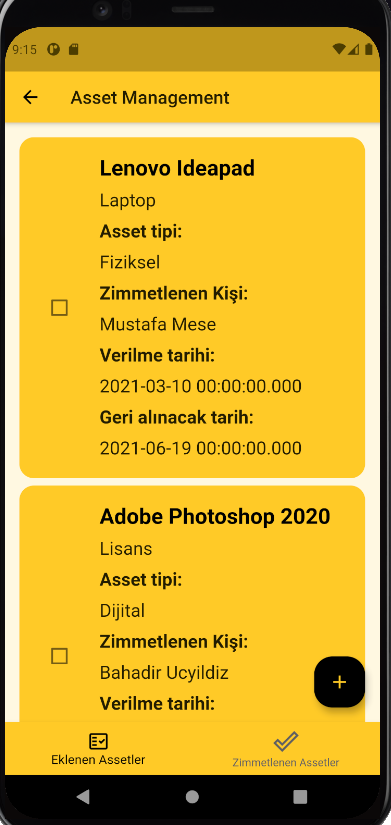 9:15
Asset Management
Lenovo Ideapad
Laptop
Asset tipi:
Fiziksel
Zimmetlenen Kişi:
Mustafa Mese
Verilme tarihi:
2021-03-10 00:00:00.000
Geri alınacak tarih:
2021-06-19 00:00:00.000
Adobe Photoshop 2020
Lisans
Asset tipi:
Dijital
Zimmetlenen Kişi:
Bahadir Ucyildiz
Verilme tarihi:
Eklenen Assetler
Zimmetlenen Assetler